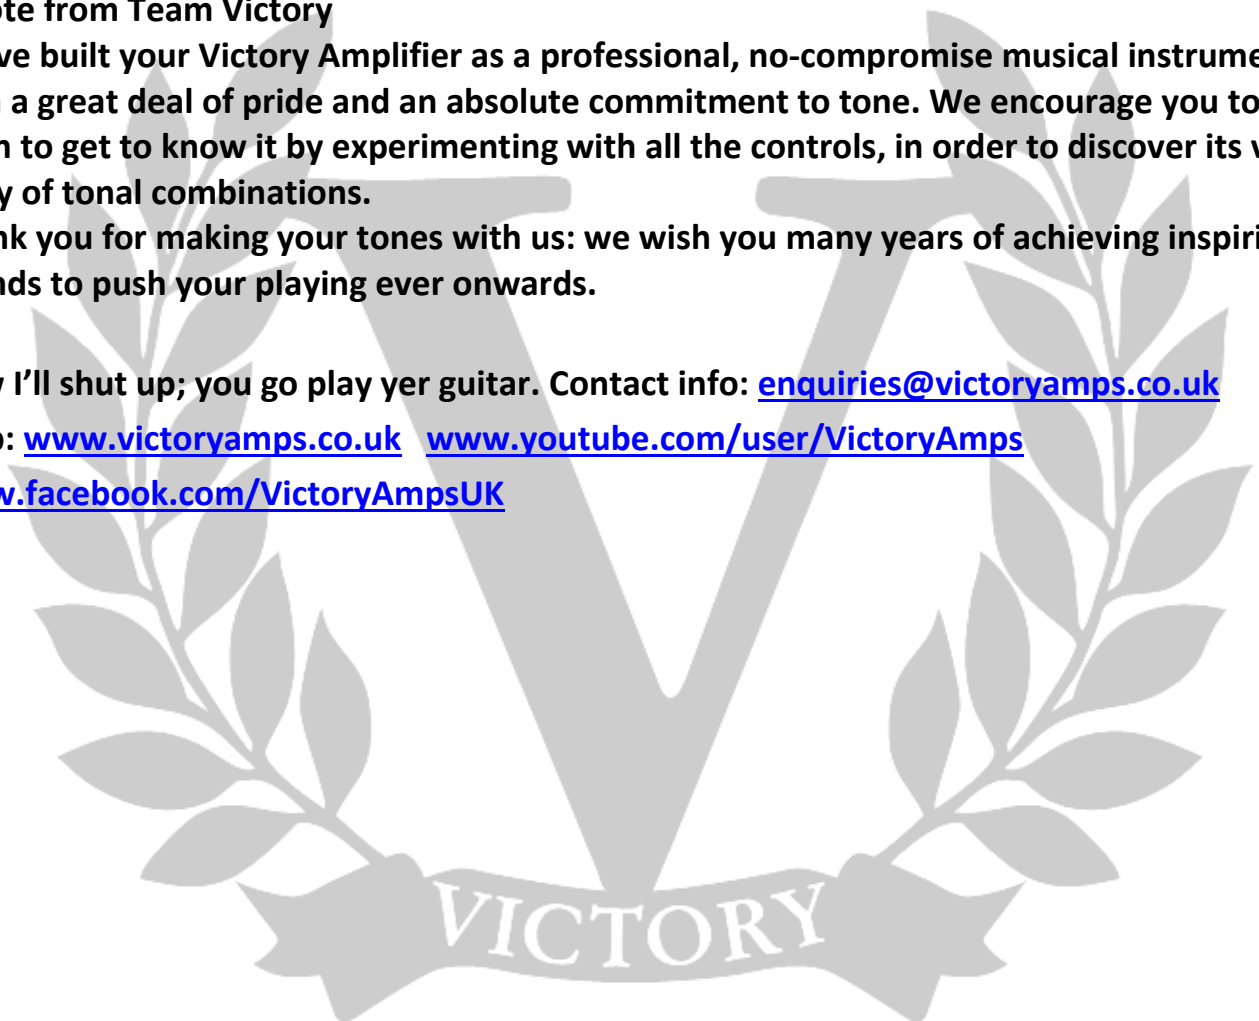 ote from Team Victory
ve built your Victory Amplifier as a professional, no-compromise musical instrume
a great deal of pride and an absolute commitment to tone. We encourage you to
n to get to know it by experimenting with all the controls, in order to discover its v
y of tonal combinations.
nk you for making your tones with us: we wish you many years of achieving inspiri
nds to push your playing ever onwards.
I’ll shut up; you go play yer guitar. Contact info: enquiries@victoryamps.co.uk
: www.victoryamps.co.uk www.youtube.com/user/VictoryAmps
w.facebook.com/VictoryAmpsUK
VICTORY